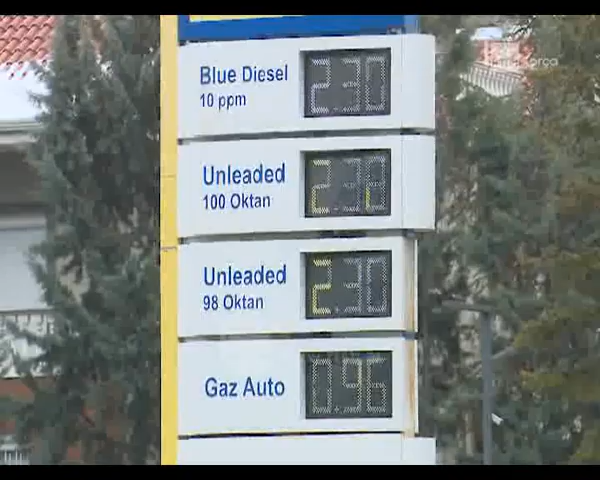 Blue Diesel
10 ppm
2.30
Unleaded
100 Oktan
Unleaded
98 Oktan
2.30
Gaz Auto
0.96